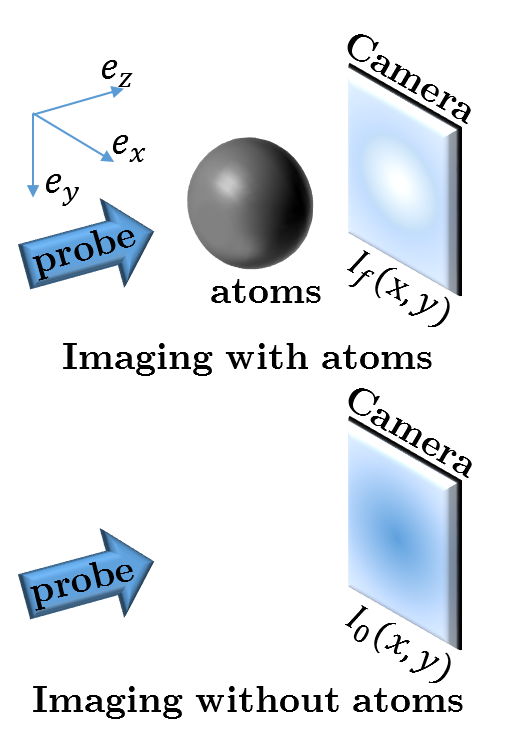 Camera
e_z
e_x
e_y
probe
atoms
I_f(x,y)
Imaging with atoms
Camera
probe
I_0(x,y)
Imaging without atoms